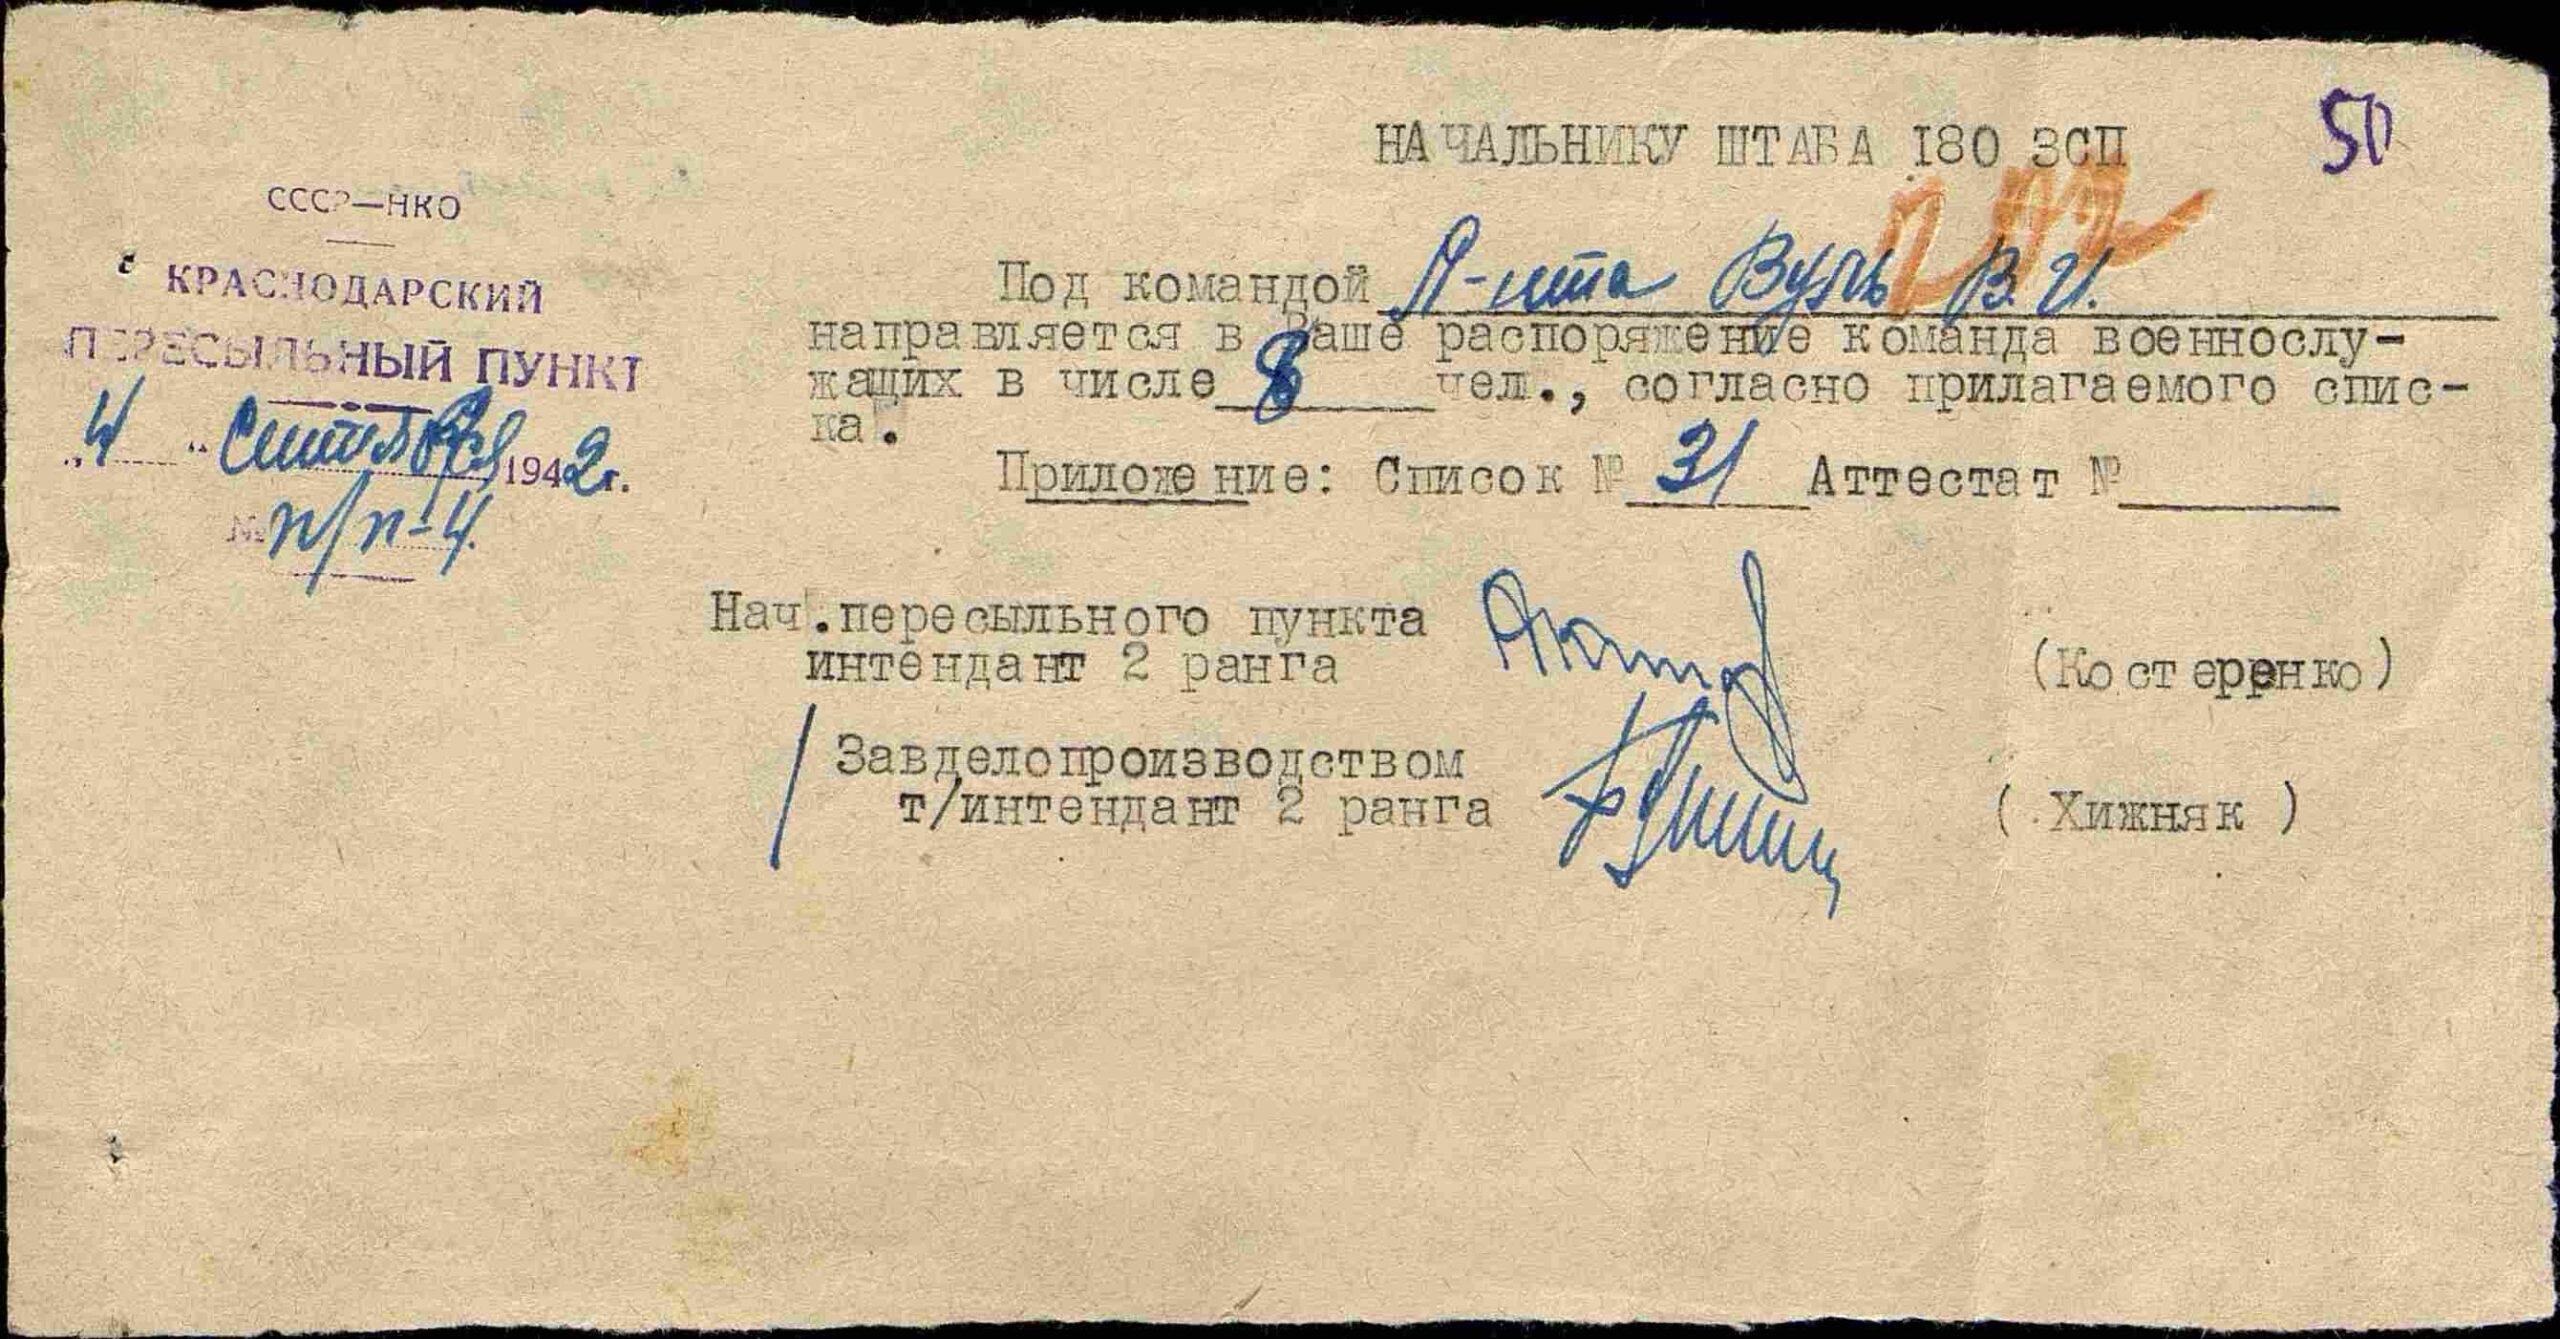 НАЧАЛЬНИКУ ШТАБА I80 ЗСП
50
СССР—НКО
КРАСНОДАРСКИЙ
ПЕРЕСЫЛЬНЫЙ ПУНКТ
„4“ Сентября 1942г.
№ п/п-4.
Под командой Л-нта Вуль В.И.
направляется в Ваше распоряжение команда военнослу-
жащих в числе 8 чел., согласно прилагаемого спис-
ка.
Приложение: Список № 31 Аттестат №
Нач.пересыльного пункта
интендант 2 ранга
(Костеренко)
Завделопроизводством
т/интендант 2 ранга
( Хижняк )